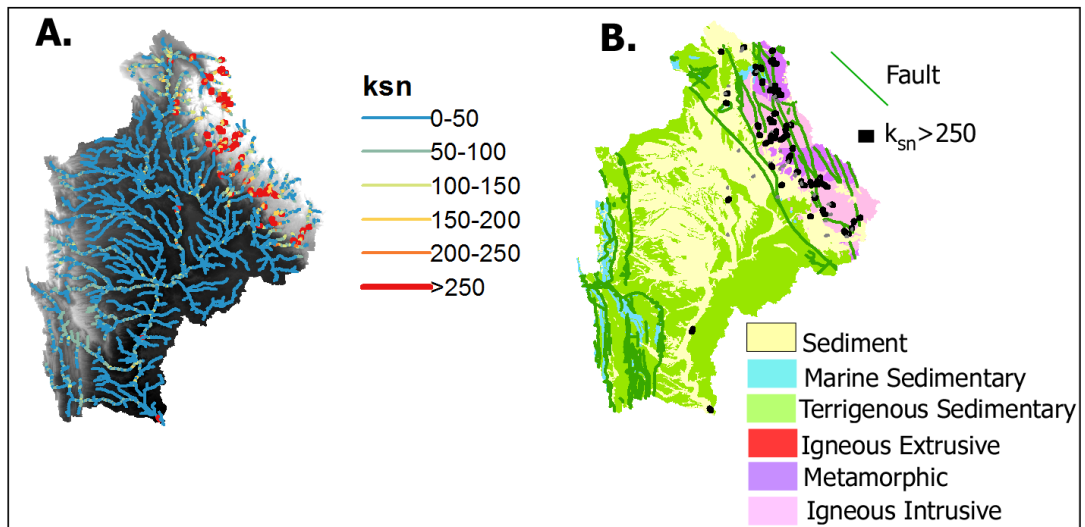 A.
ksn
0-50
50-100
100-150
150-200
200-250
>250
B.
Fault
ksn>250
Sediment
Marine Sedimentary
Terrigenous Sedimentary
Igneous Extrusive
Metamorphic
Igneous Intrusive